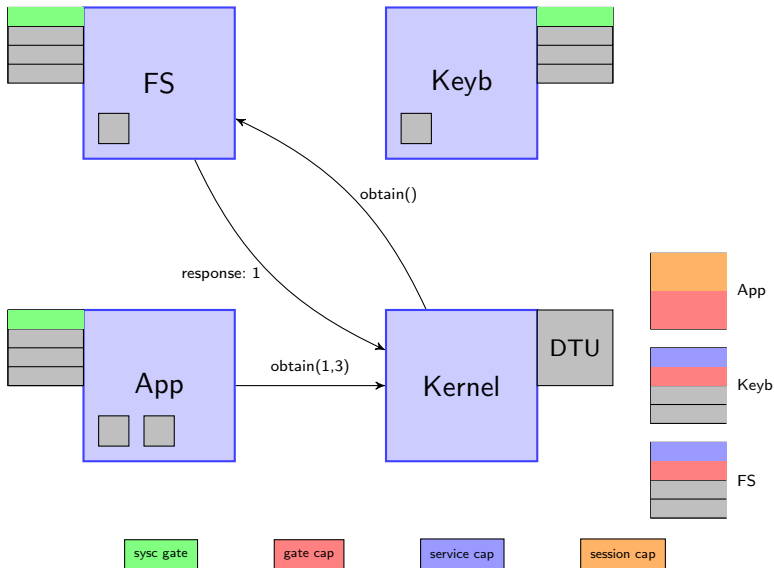 FS
Keyb
obtain()
response: 1
App
obtain(1,3)
Kernel
DTU
App
Keyb
FS
sysc gate
gate cap
service cap
session cap